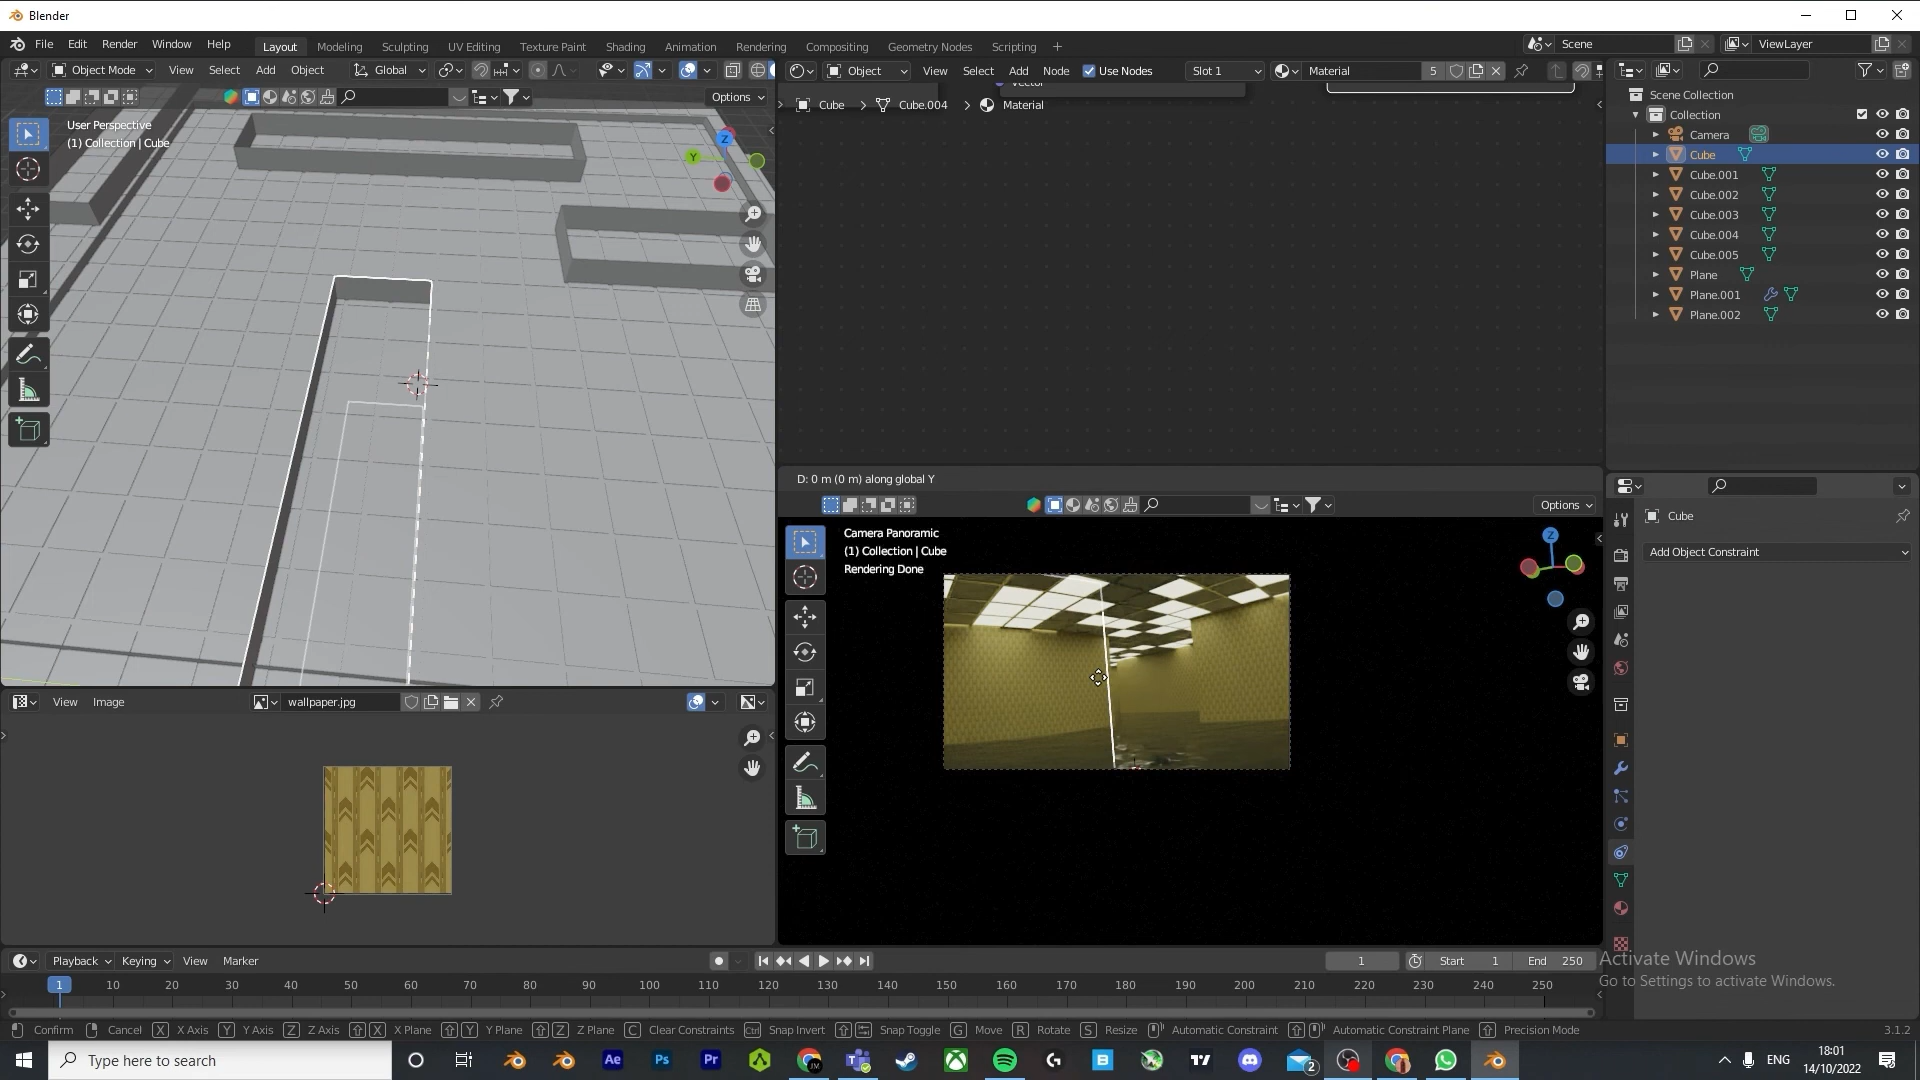 Blender
File Edit Render Window Help
Layout Modeling Sculpting UV Editing Texture Paint Shading Animation Rendering Compositing Geometry Nodes Scripting +
Scene
ViewLayer
Object Mode View Select Add Object Global
Options
User Perspective
(1) Collection | Cube
Object View Select Add Node Use Nodes Slot 1 Material 5
Cube > Cube.004 > Material
Scene Collection
Collection
Camera
Cube
Cube.001
Cube.002
Cube.003
Cube.004
Cube.005
Plane
Plane.001
Plane.002
Z
Y
D: 0 m (0 m) along global Y
Options
Camera Panoramic
(1) Collection | Cube
Rendering Done
Z
Cube
Add Object Constraint
View Image wallpaper.jpg
Playback Keying View Marker
1 Start 1 End 250
1 10 20 30 40 50 60 70 80 90 100 110 120 130 140 150 160 170 180 190 200 210 220 230 240 250
Activate Windows
Go to Settings to activate Windows.
Confirm Cancel X X Axis Y Y Axis Z Z Axis X X Plane Y Y Plane Z Z Plane C Clear Constraints Ctrl Snap Invert Snap Toggle G Move R Rotate S Resize Automatic Constraint Automatic Constraint Plane Precision Mode 3.1.2
Type here to search
Ae Ps Pr
2
ENG
18:01
14/10/2022